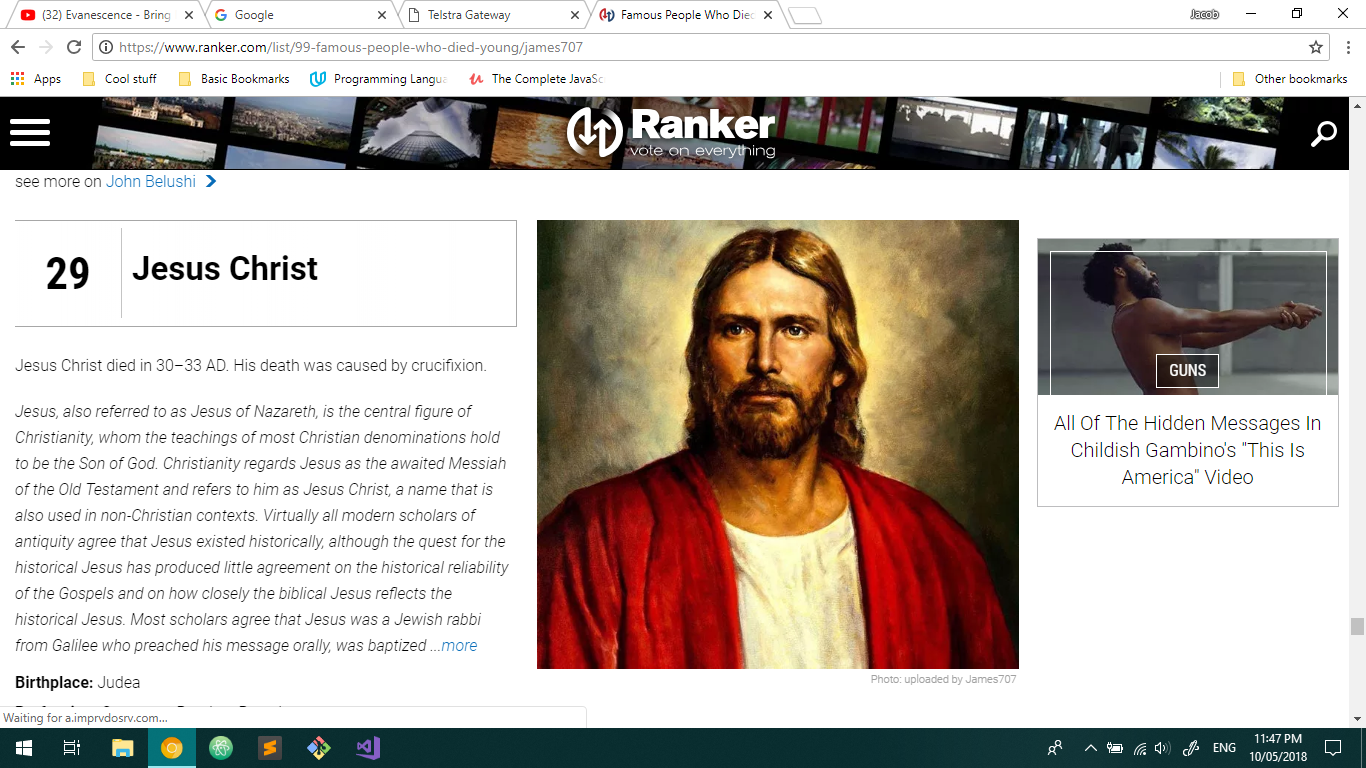 (32) Evanescence - Bring
Google
Telstra Gateway
Famous People Who Died
Jacob
https://www.ranker.com/list/99-famous-people-who-died-young/james707
Apps
Cool stuff
Basic Bookmarks
Programming Langua
The Complete JavaSc
Other bookmarks
Ranker
vote on everything
see more on John Belushi
29
Jesus Christ
Jesus Christ died in 30–33 AD. His death was caused by crucifixion.
Jesus, also referred to as Jesus of Nazareth, is the central figure of
Christianity, whom the teachings of most Christian denominations hold
to be the Son of God. Christianity regards Jesus as the awaited Messiah
of the Old Testament and refers to him as Jesus Christ, a name that is
also used in non-Christian contexts. Virtually all modern scholars of
antiquity agree that Jesus existed historically, although the quest for the
historical Jesus has produced little agreement on the historical reliability
of the Gospels and on how closely the biblical Jesus reflects the
historical Jesus. Most scholars agree that Jesus was a Jewish rabbi
from Galilee who preached his message orally, was baptized ...more
Birthplace: Judea
Photo: uploaded by James707
GUNS
All Of The Hidden Messages In
Childish Gambino's "This Is
America" Video
Waiting for a.imprvdosrv.com...
ENG
11:47 PM
10/05/2018